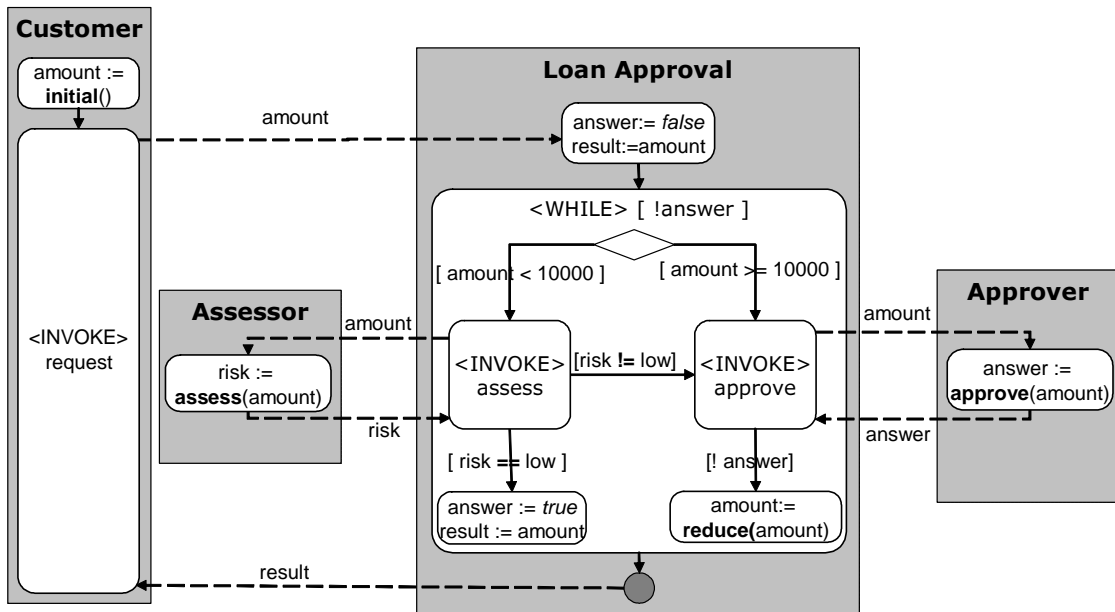 Customer
amount :=
initial()
amount
<INVOKE>
request
Loan Approval
answer:= false
result:=amount
<WHILE> [ !answer ]
[ amount < 10000 ]
[ amount >= 10000 ]
Assessor
amount
risk :=
assess(amount)
risk
<INVOKE>
assess
[risk != low]
<INVOKE>
approve
Approver
amount
answer :=
approve(amount)
answer
[ risk == low ]
[! answer]
answer := true
result := amount
amount:=
reduce(amount)
result